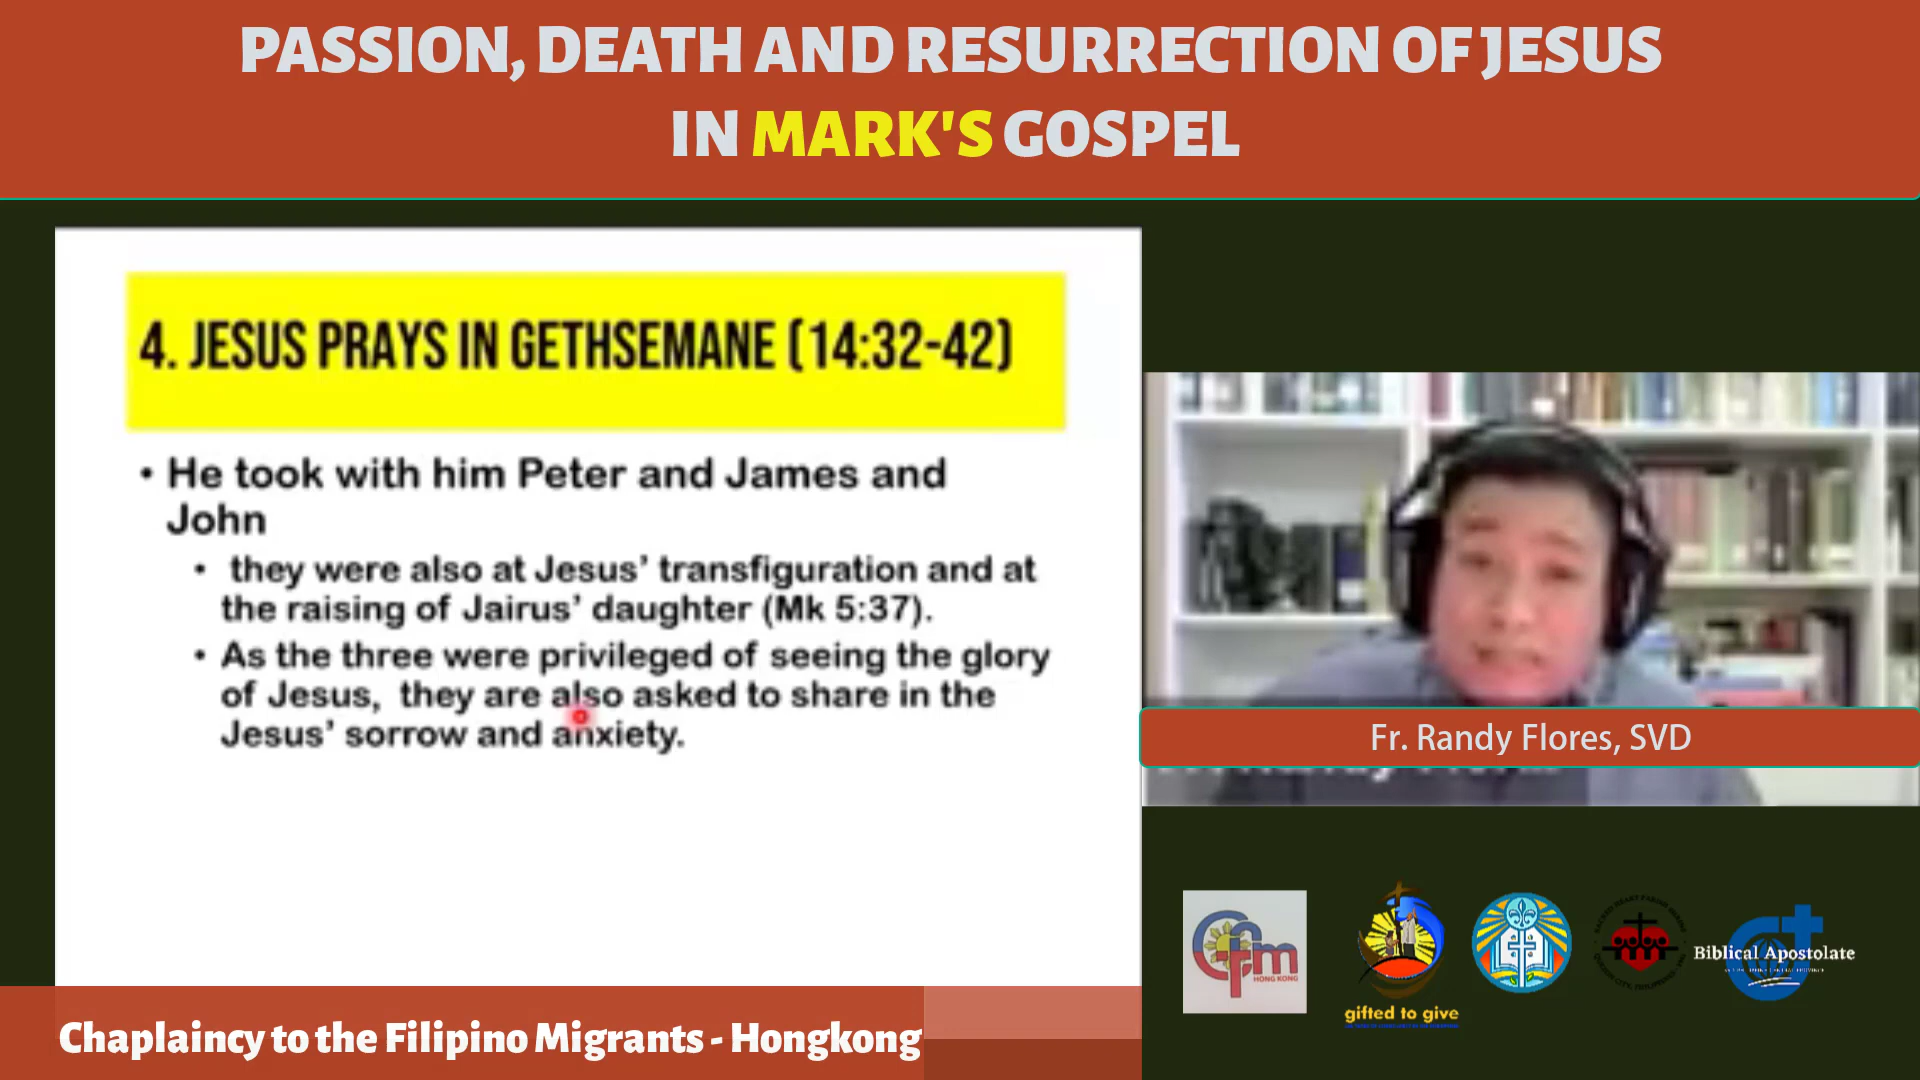 PASSION, DEATH AND RESURRECTION OF JESUS
IN MARK'S GOSPEL
4. JESUS PRAYS IN GETHSEMANE (14:32-42)
• He took with him Peter and James and
John
• they were also at Jesus’ transfiguration and at
the raising of Jairus’ daughter (Mk 5:37).
• As the three were privileged of seeing the glory
of Jesus, they are also asked to share in the
Jesus’ sorrow and anxiety.
Fr. Randy Flores, SVD
cfm
HONG KONG
gifted to give
Biblical Apostolate
Chaplaincy to the Filipino Migrants - Hongkong